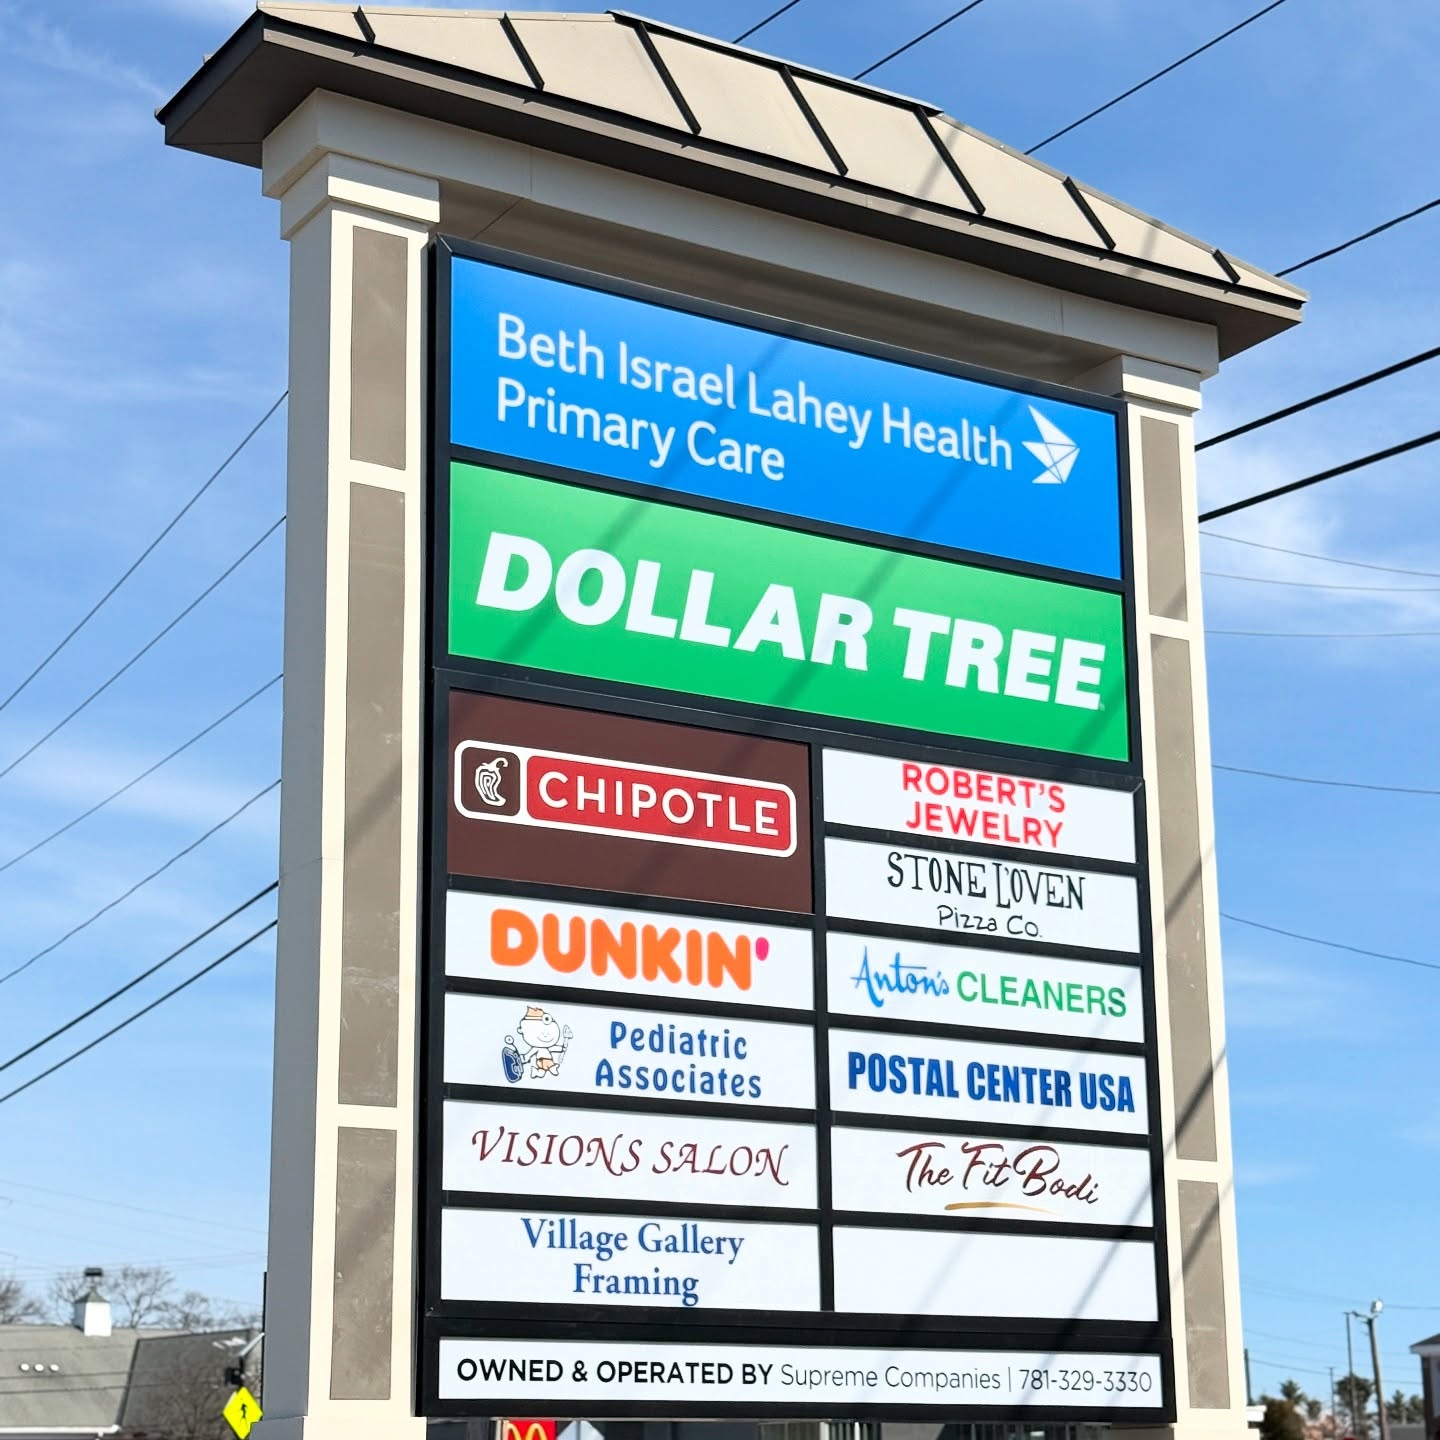 Beth Israel Lahey Health
Primary Care
DOLLAR TREE
CHIPOTLE
ROBERT'S
JEWELRY
STONE L'OVEN
Pizza Co.
DUNKIN'
Anton's CLEANERS
Pediatric
Associates
POSTAL CENTER USA
VISIONS SALON
The Fit Bodi
Village Gallery
Framing
OWNED & OPERATED BY Supreme Companies | 781-329-3330